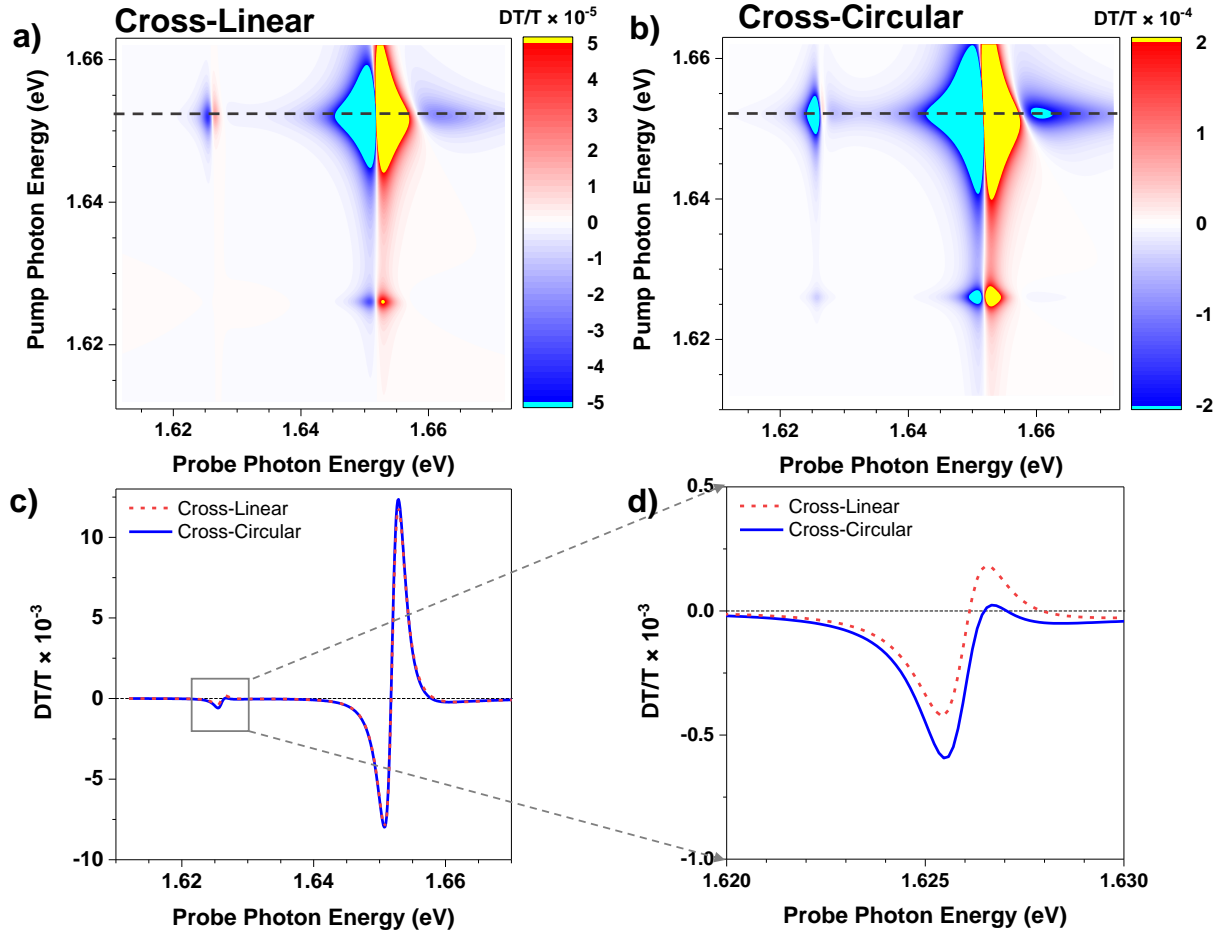 a)
Cross-Linear
DT/T × 10-5
Pump Photon Energy (eV)
1.66
1.64
1.62
1.62
1.64
1.66
Probe Photon Energy (eV)
5
4
3
2
1
0
-1
-2
-3
-4
-5
b)
Cross-Circular
DT/T × 10-4
Pump Photon Energy (eV)
1.66
1.64
1.62
1.62
1.64
1.66
Probe Photon Energy (eV)
2
1
0
-1
-2
c)
Cross-Linear
Cross-Circular
DT/T × 10-3
10
5
0
-5
-10
1.62
1.64
1.66
Probe Photon Energy (eV)
d)
Cross-Linear
Cross-Circular
DT/T × 10-3
0.5
0.0
-0.5
-1.0
1.620
1.625
1.630
Probe Photon Energy (eV)